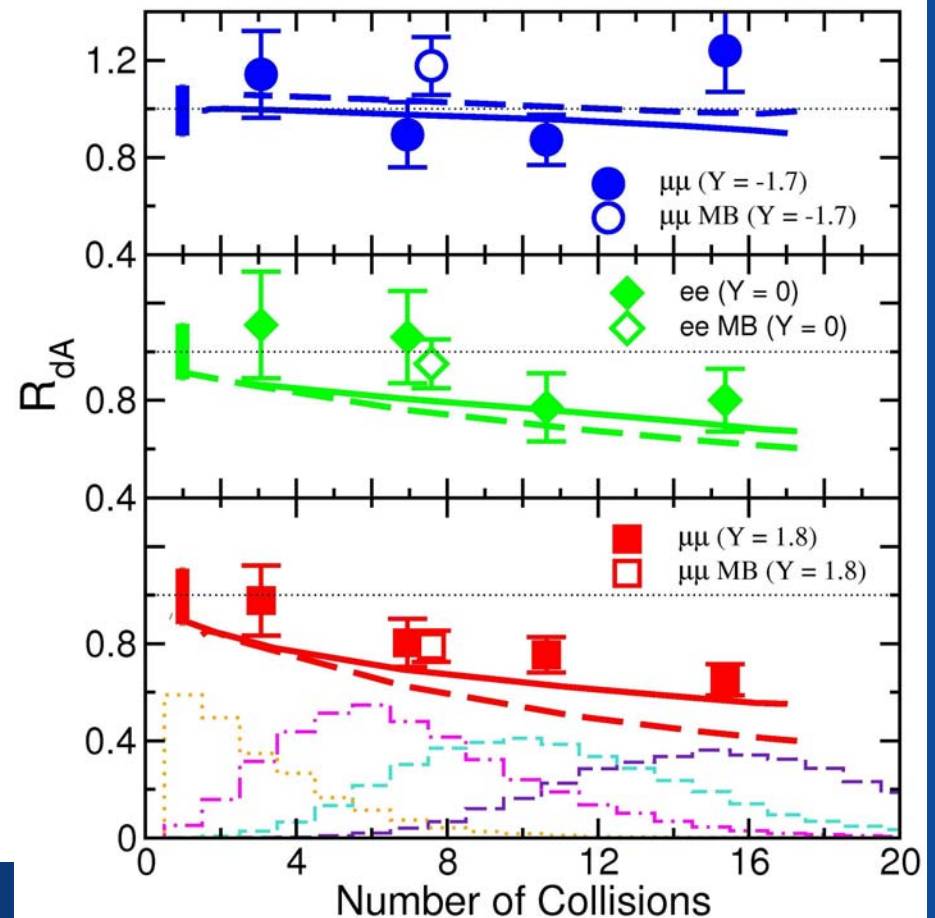 1.2
0.8
μμ (Y = -1.7)
μμ MB (Y = -1.7)
0.4
ee (Y = 0)
ee MB (Y = 0)
R_dA
0.8
0.4
μμ (Y = 1.8)
μμ MB (Y = 1.8)
0.8
0.4
0
0 4 8 12 16 20
Number of Collisions